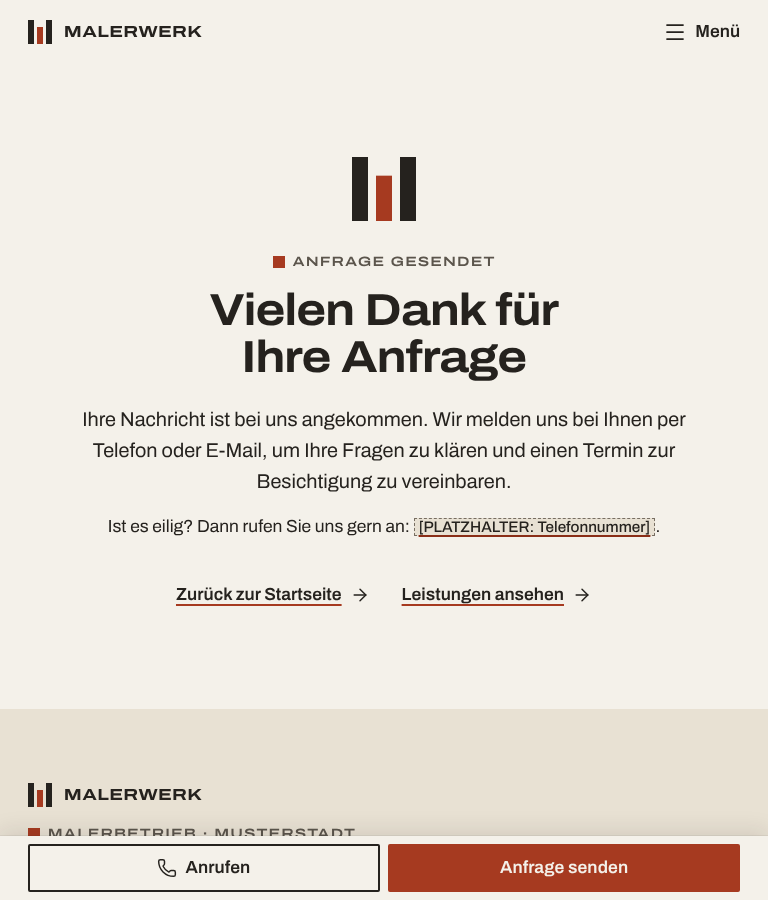 MALERWERK
Menü
ANFRAGE GESENDET
Vielen Dank für
Ihre Anfrage
Ihre Nachricht ist bei uns angekommen. Wir melden uns bei Ihnen per
Telefon oder E-Mail, um Ihre Fragen zu klären und einen Termin zur
Besichtigung zu vereinbaren.
Ist es eilig? Dann rufen Sie uns gern an: [PLATZHALTER: Telefonnummer].
Zurück zur Startseite
Leistungen ansehen
MALERWERK
MALERBETRIEB · MUSTERSTADT
Anrufen
Anfrage senden